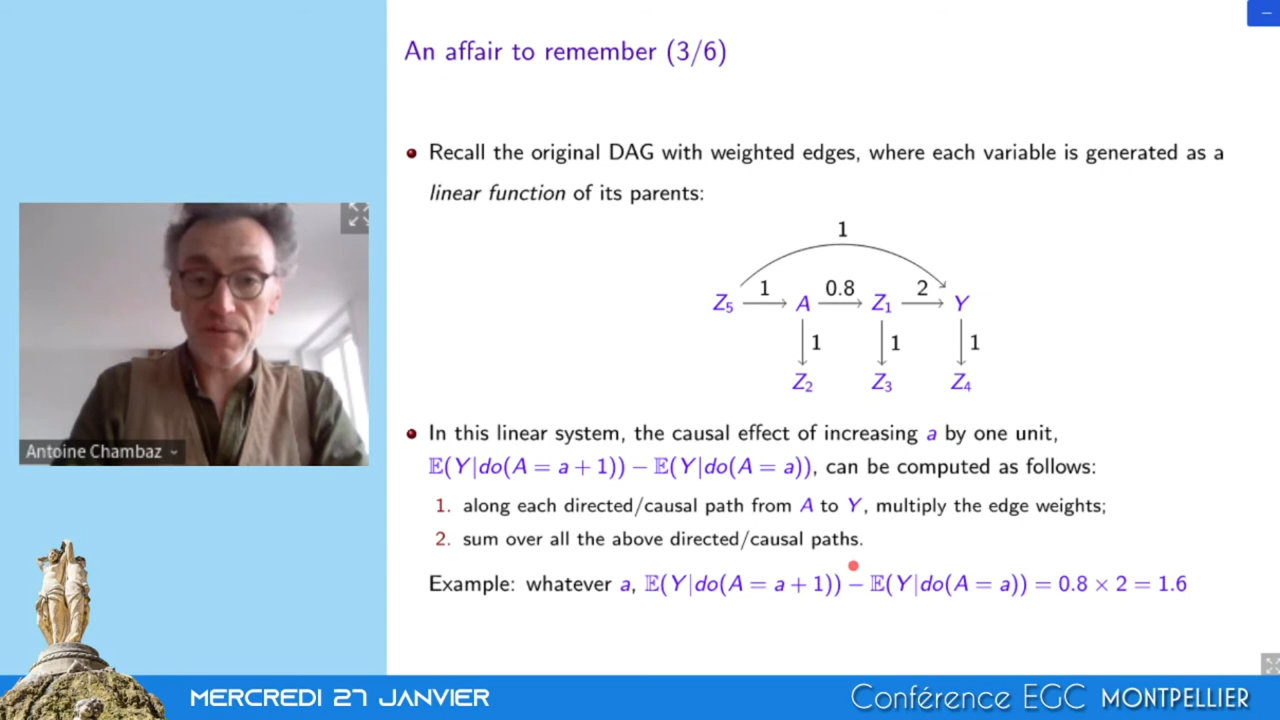 An affair to remember (3/6)
Recall the original DAG with weighted edges, where each variable is generated as a
linear function of its parents:
1
Z5 1 A 0.8 Z1 2 Y
1 1 1
Z2 Z3 Z4
In this linear system, the causal effect of increasing a by one unit,
𝔼(Y|do(A = a + 1)) − 𝔼(Y|do(A = a)), can be computed as follows:
1. along each directed/causal path from A to Y, multiply the edge weights;
2. sum over all the above directed/causal paths.
Example: whatever a, 𝔼(Y|do(A = a + 1)) − 𝔼(Y|do(A = a)) = 0.8 × 2 = 1.6
Antoine Chambaz
MERCREDI 27 JANVIER
Conférence EGC MONTPELLIER